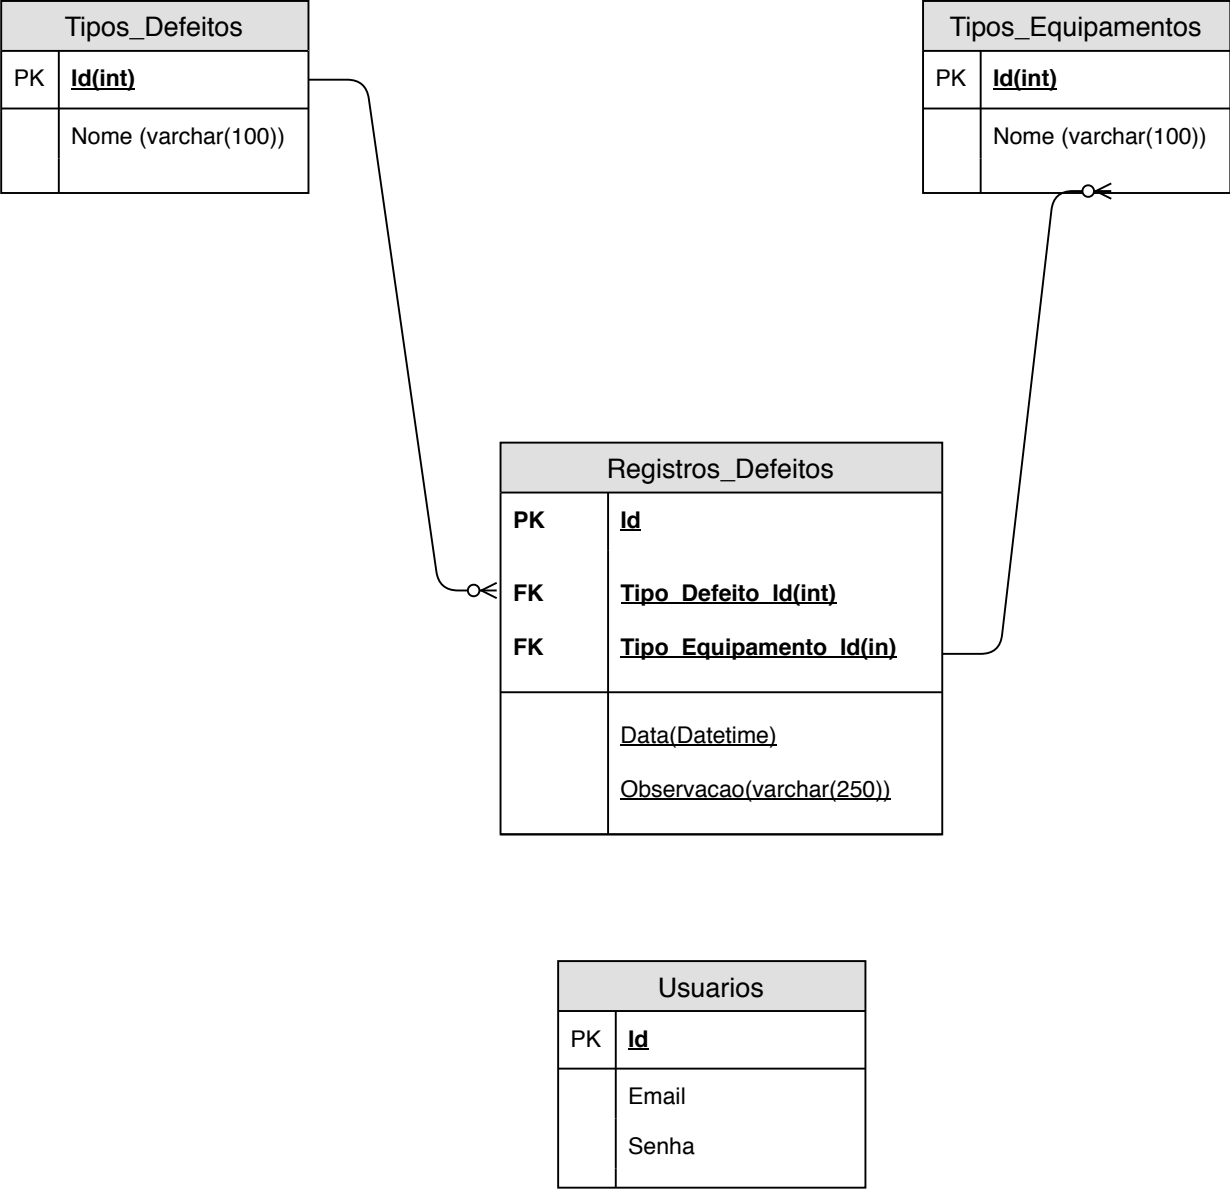 Tipos_Defeitos
PK Id(int)
Nome (varchar(100))
Tipos_Equipamentos
PK Id(int)
Nome (varchar(100))
Registros_Defeitos
PK Id
FK Tipo_Defeito_Id(int)
FK Tipo_Equipamento_Id(in)
Data(Datetime)
Observacao(varchar(250))
Usuarios
PK Id
Email
Senha